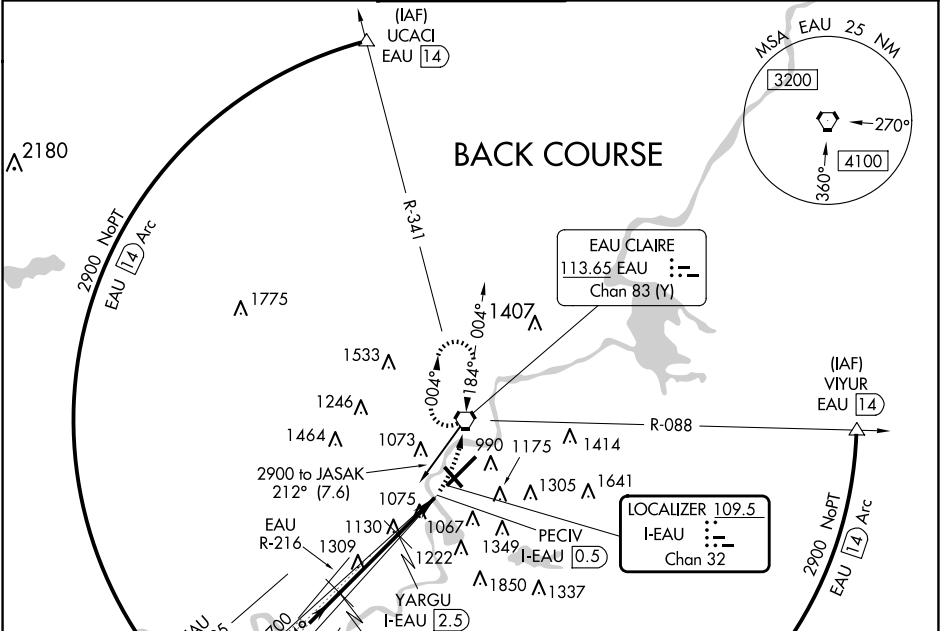 (IAF)
UCACI
EAU 14
MSA EAU 25 NM
3200
270°
4100
360°
2180
BACK COURSE
R-341
2900 NoPT
EAU 14 Arc
EAU CLAIRE
113.65 EAU
Chan 83 (Y)
1775
1407
004°
1533
004°
184°
(IAF)
VIYUR
EAU 14
1246
R-088
1464
1073
990
1175
1414
2900 to JASAK
212° (7.6)
1305
1641
1075
LOCALIZER 109.5
I-EAU
Chan 32
EAU
R-216
1130
1067
1309
1222
1349
PECIV
I-EAU 0.5
1850
1337
2900 NoPT
EAU 14 Arc
YARGU
I-EAU 2.5